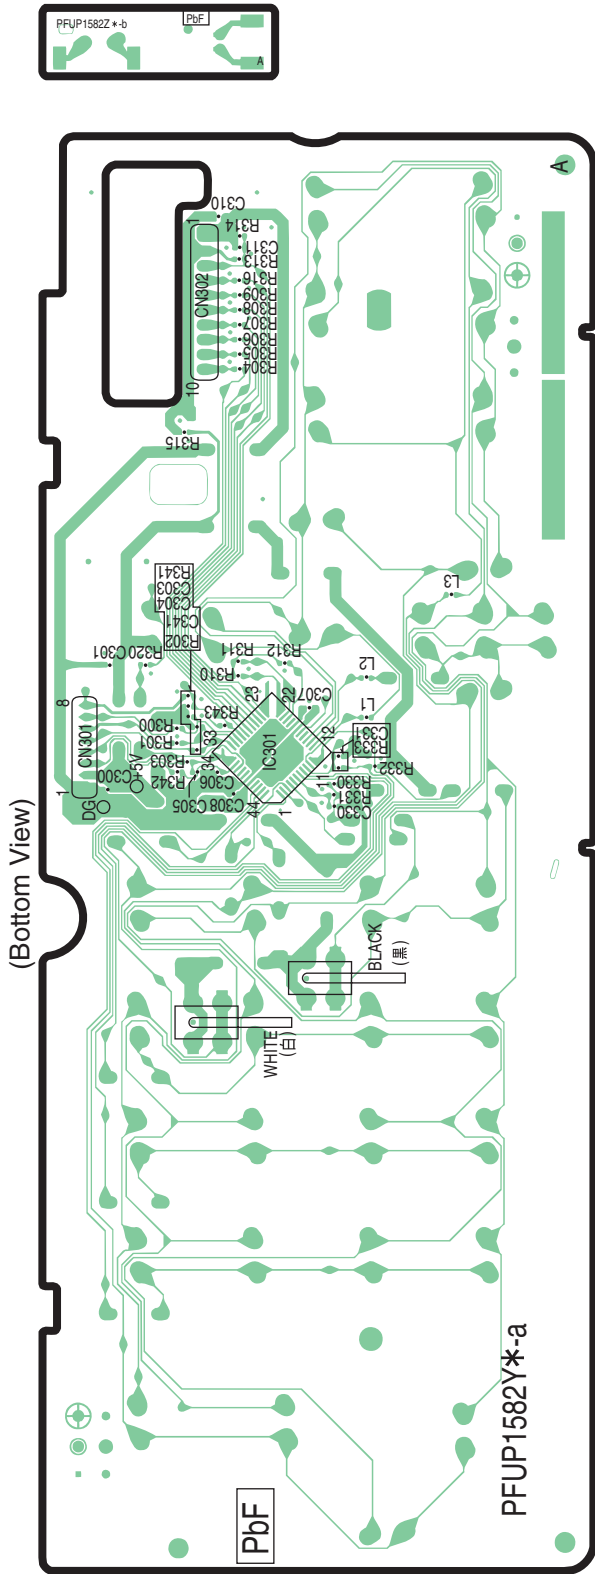 PFUP1582Z*-b
PbF
A
A
C310
1
R314
C311
R313
R316
R309
R308
R307
R306
R305
R304
CN302
10
R315
R341
C303
C304
C341
R302
L3
C301
R320
R311
R312
R310
L2
23
22
C307
L1
8
CN301
1
R300
R301
R343
33
IC301
12
C331
R333
R303
R342
34
R332
C300
+5V
DG
C305
C306
C308
44
1
11
R330
R331
C330
(Bottom View)
BLACK
(黒)
WHITE
(白)
PFUP1582Y*-a
PbF